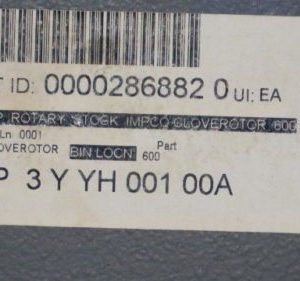 T ID: 0000286882 0 UI: EA
P, ROTARY STOCK IMPCO CLOVEROTOR 600
Ln 0001
OVEROTOR BIN LOCN: 600 Part
P 3 Y YH 001 00A